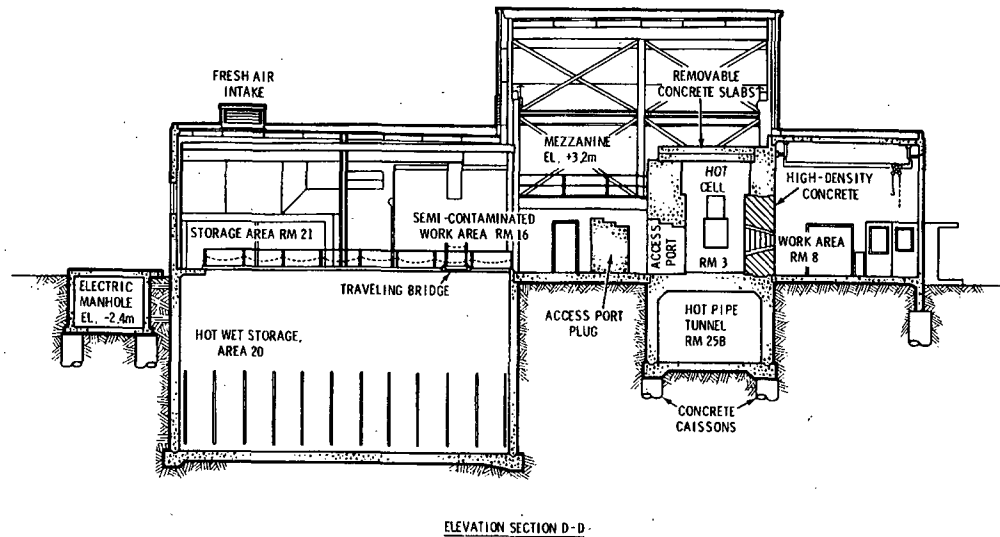 FRESH AIR
INTAKE
REMOVABLE
CONCRETE SLABS
MEZZANINE
EL, +3.2m
HOT
CELL
HIGH-DENSITY
CONCRETE
STORAGE AREA RM 21
SEMI-CONTAMINATED
WORK AREA RM 16
ACCESS
PORT
RM 3
WORK AREA
RM 8
TRAVELING BRIDGE
ELECTRIC
MANHOLE
EL, -2.4m
ACCESS PORT
PLUG
HOT PIPE
TUNNEL
RM 25B
HOT WET STORAGE,
AREA 20
CONCRETE
CAISSONS
ELEVATION SECTION D-D